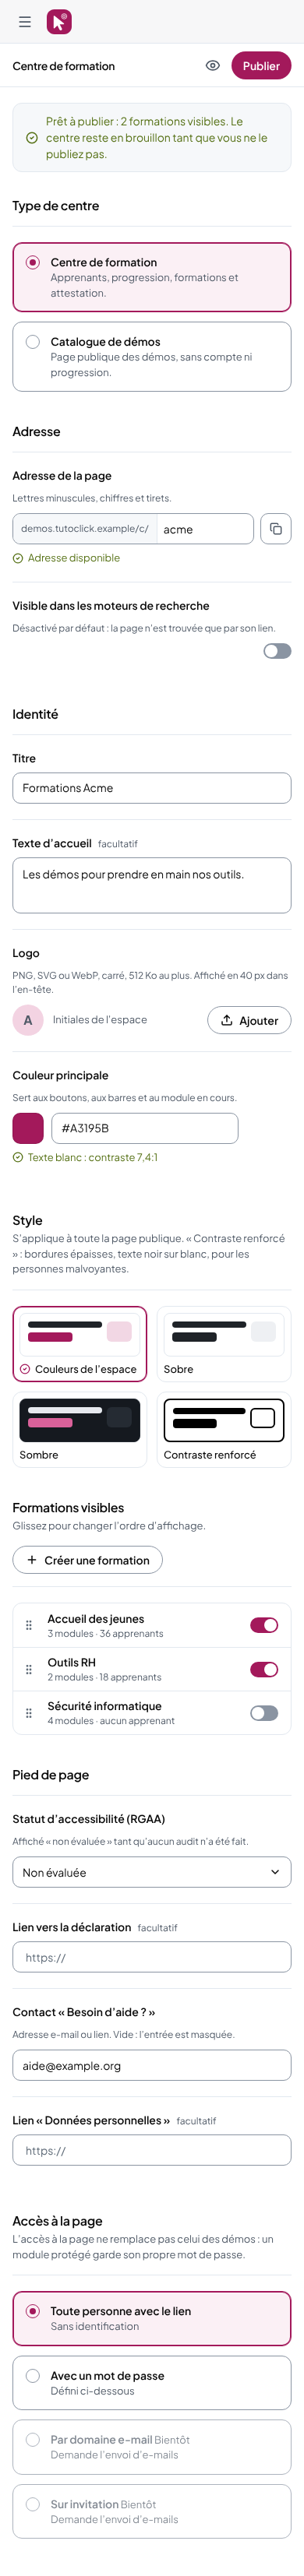 Centre de formation
Publier
Prêt à publier : 2 formations visibles. Le
centre reste en brouillon tant que vous ne le
publiez pas.
Type de centre
Centre de formation
Apprenants, progression, formations et
attestation.
Catalogue de démos
Page publique des démos, sans compte ni
progression.
Adresse
Adresse de la page
Lettres minuscules, chiffres et tirets.
demos.tutoclick.example/c/
acme
Adresse disponible
Visible dans les moteurs de recherche
Désactivé par défaut : la page n'est trouvée que par son lien.
Identité
Titre
Formations Acme
Texte d'accueil facultatif
Les démos pour prendre en main nos outils.
Logo
PNG, SVG ou WebP, carré, 512 Ko au plus. Affiché en 40 px dans
l'en-tête.
A
Initiales de l'espace
Ajouter
Couleur principale
Sert aux boutons, aux barres et au module en cours.
#A3195B
Texte blanc : contraste 7,4:1
Style
S'applique à toute la page publique. « Contraste renforcé
» : bordures épaisses, texte noir sur blanc, pour les
personnes malvoyantes.
Couleurs de l'espace
Sobre
Sombre
Contraste renforcé
Formations visibles
Glissez pour changer l'ordre d'affichage.
Créer une formation
Accueil des jeunes
3 modules · 36 apprenants
Outils RH
2 modules · 18 apprenants
Sécurité informatique
4 modules · aucun apprenant
Pied de page
Statut d'accessibilité (RGAA)
Affiché « non évaluée » tant qu'aucun audit n'a été fait.
Non évaluée
Lien vers la déclaration facultatif
https://
Contact « Besoin d'aide ? »
Adresse e-mail ou lien. Vide : l'entrée est masquée.
aide@example.org
Lien « Données personnelles » facultatif
https://
Accès à la page
L'accès à la page ne remplace pas celui des démos : un
module protégé garde son propre mot de passe.
Toute personne avec le lien
Sans identification
Avec un mot de passe
Défini ci-dessous
Par domaine e-mail Bientôt
Demande l'envoi d'e-mails
Sur invitation Bientôt
Demande l'envoi d'e-mails